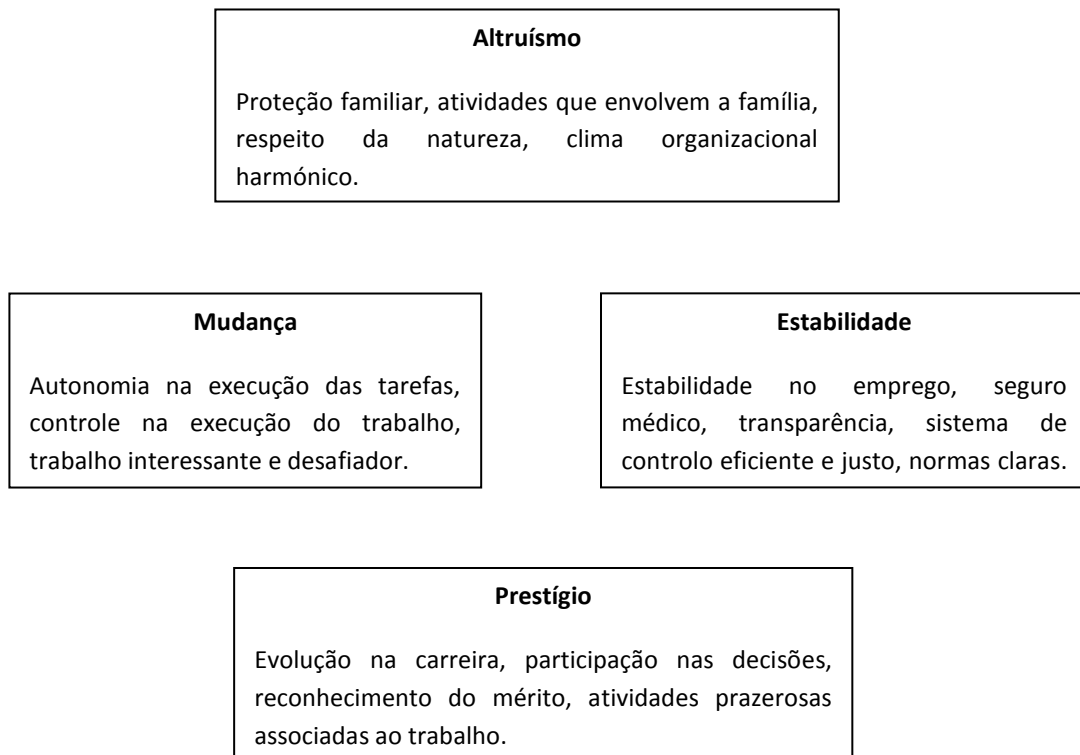 Altruísmo
Proteção familiar, atividades que envolvem a família,
respeito da natureza, clima organizacional
harmónico.
Mudança
Autonomia na execução das tarefas,
controle na execução do trabalho,
trabalho interessante e desafiador.
Estabilidade
Estabilidade no emprego, seguro
médico, transparência, sistema de
controlo eficiente e justo, normas claras.
Prestígio
Evolução na carreira, participação nas decisões,
reconhecimento do mérito, atividades prazerosas
associadas ao trabalho.